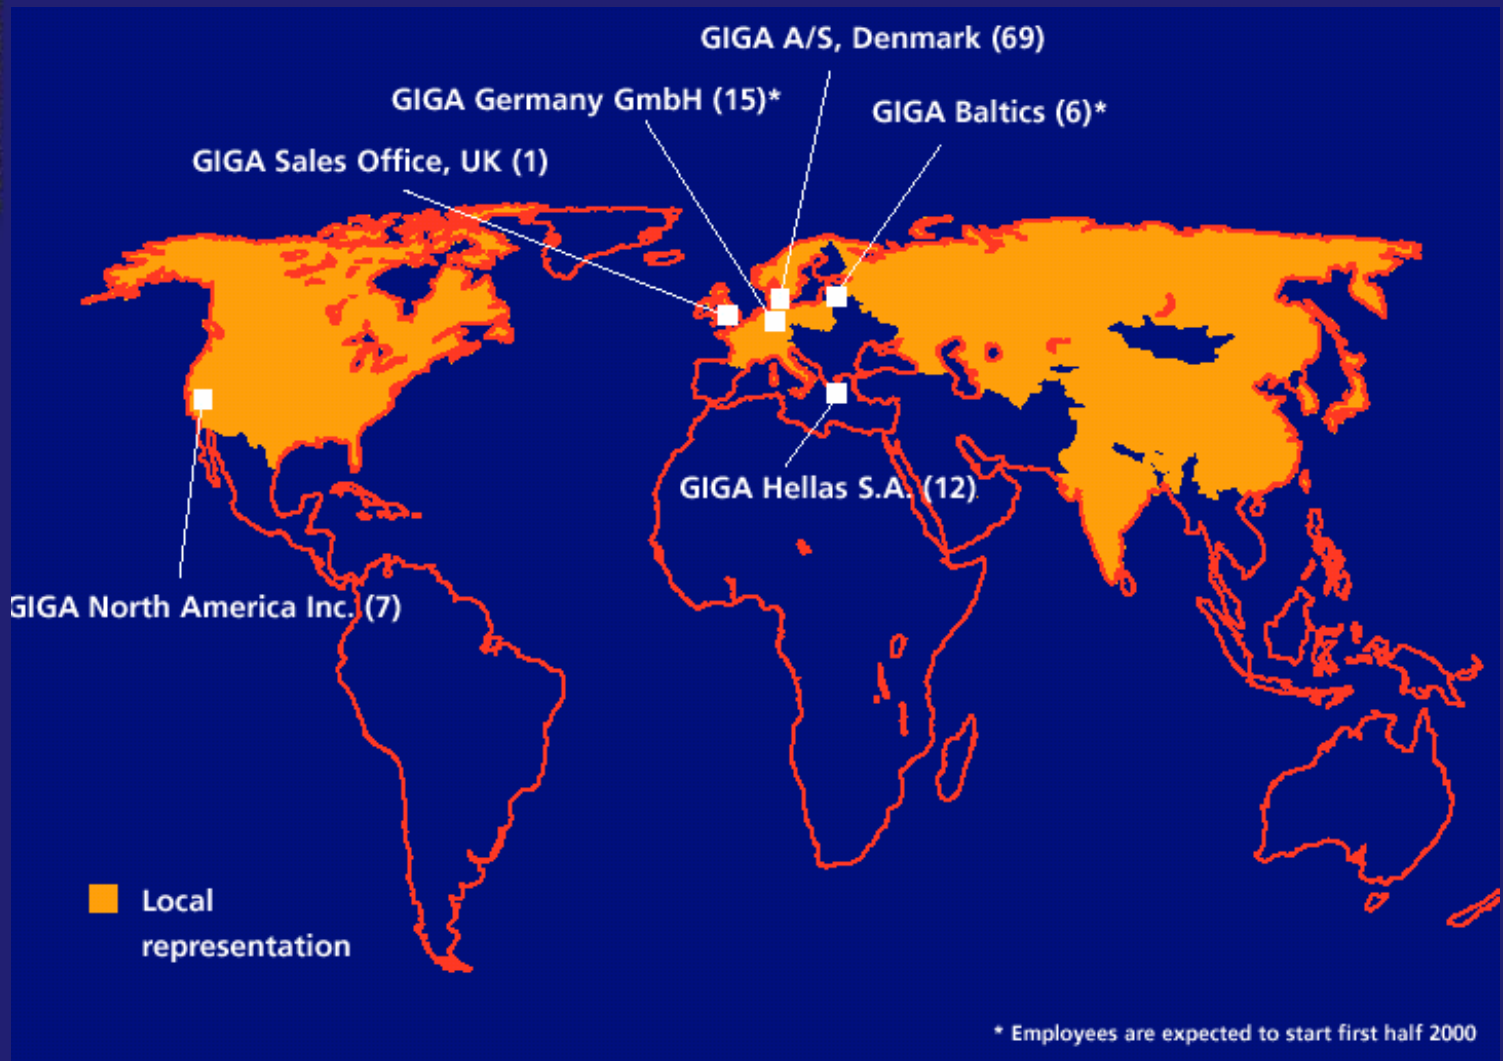 GIGA A/S, Denmark (69)
GIGA Germany GmbH (15)*
GIGA Baltics (6)*
GIGA Sales Office, UK (1)
GIGA Hellas S.A. (12)
GIGA North America Inc. (7)
Local
representation
* Employees are expected to start first half 2000